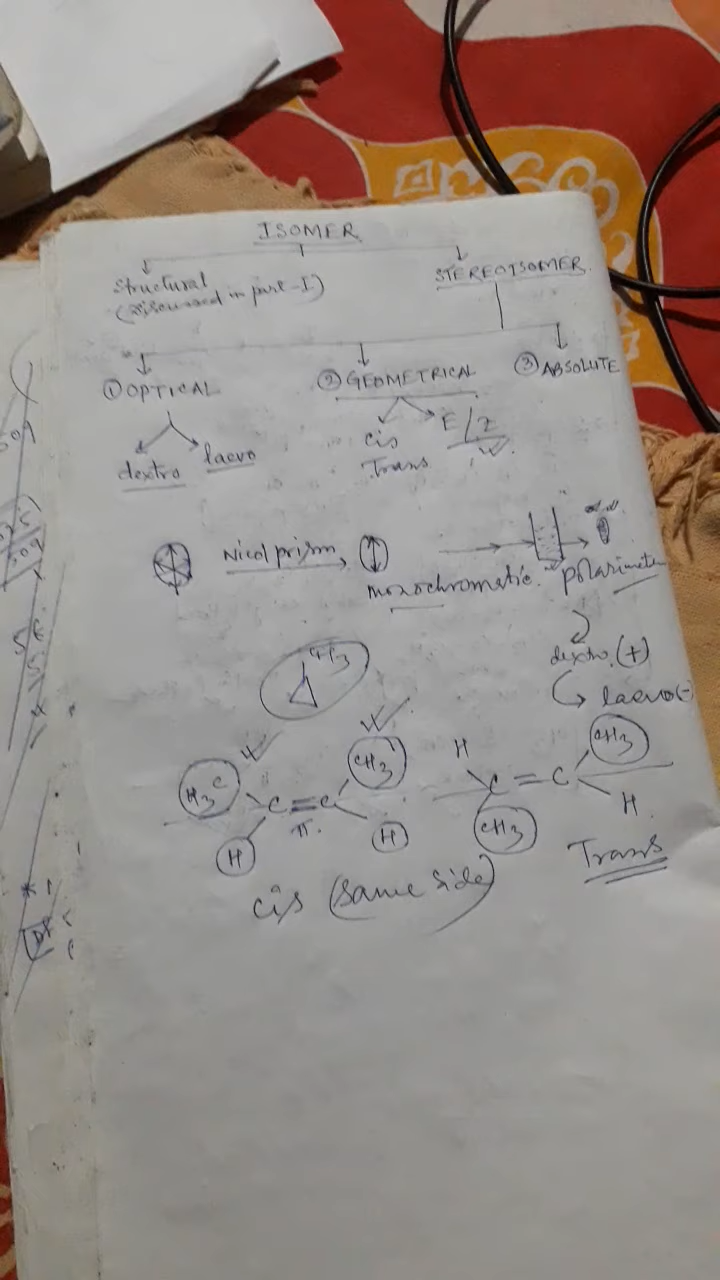 ISOMER
Structural STEREOISOMER
(Discussed in part-I)
① OPTICAL ② GEOMETRICAL ③ ABSOLUTE
dextro laevo cis E/Z
Trans
Nicol prism
monochromatic. polarimeter
dextro (+)
laevo(-)
CH3
H3C CH3 H CH3
C = C C = C
H π. H CH3 H
cis (same side) Trans